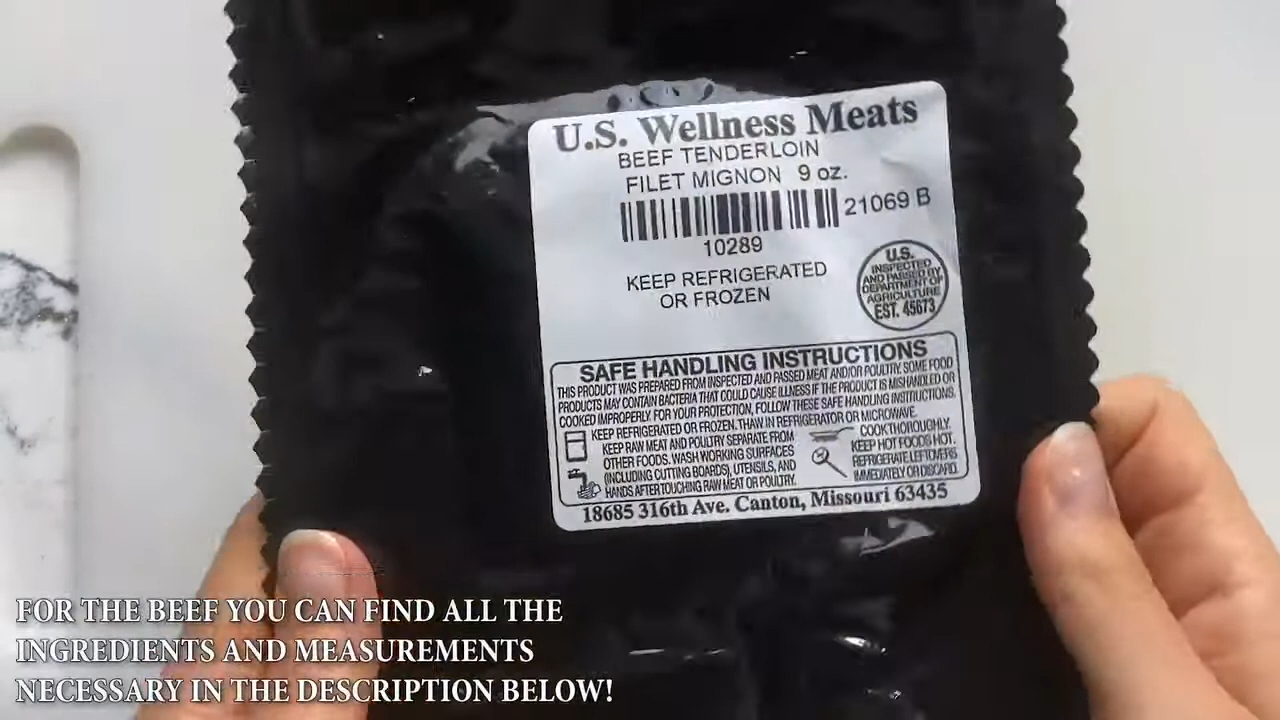 U.S. Wellness Meats
BEEF TENDERLOIN
FILET MIGNON 9 oz.
21069 B
10289
KEEP REFRIGERATED
OR FROZEN
U.S.
INSPECTED
AND PASSED BY
DEPARTMENT OF
AGRICULTURE
EST. 45673
SAFE HANDLING INSTRUCTIONS
THIS PRODUCT WAS PREPARED FROM INSPECTED AND PASSED MEAT AND/OR POULTRY. SOME FOOD
PRODUCTS MAY CONTAIN BACTERIA THAT COULD CAUSE ILLNESS IF THE PRODUCT IS MISHANDLED OR
COOKED IMPROPERLY. FOR YOUR PROTECTION, FOLLOW THESE SAFE HANDLING INSTRUCTIONS.
KEEP REFRIGERATED OR FROZEN. THAW IN REFRIGERATOR OR MICROWAVE.
KEEP RAW MEAT AND POULTRY SEPARATE FROM
OTHER FOODS. WASH WORKING SURFACES
(INCLUDING CUTTING BOARDS), UTENSILS, AND
HANDS AFTER TOUCHING RAW MEAT OR POULTRY.
COOK THOROUGHLY.
KEEP HOT FOODS HOT.
REFRIGERATE LEFTOVERS
IMMEDIATELY OR DISCARD.
18685 316th Ave. Canton, Missouri 63435
FOR THE BEEF YOU CAN FIND ALL THE
INGREDIENTS AND MEASUREMENTS
NECESSARY IN THE DESCRIPTION BELOW!